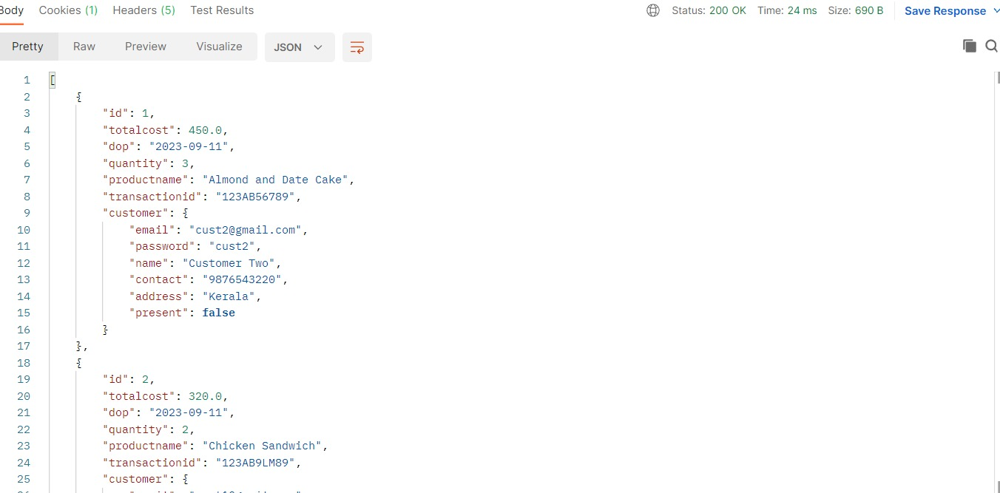 Body Cookies (1) Headers (5) Test Results Status: 200 OK Time: 24 ms Size: 690 B Save Response
Pretty Raw Preview Visualize JSON
1 [
2 {
3 "id": 1,
4 "totalcost": 450.0,
5 "dop": "2023-09-11",
6 "quantity": 3,
7 "productname": "Almond and Date Cake",
8 "transactionid": "123AB56789",
9 "customer": {
10 "email": "cust2@gmail.com",
11 "password": "cust2",
12 "name": "Customer Two",
13 "contact": "9876543220",
14 "address": "Kerala",
15 "present": false
16 }
17 },
18 {
19 "id": 2,
20 "totalcost": 320.0,
21 "dop": "2023-09-11",
22 "quantity": 2,
23 "productname": "Chicken Sandwich",
24 "transactionid": "123AB9LM89",
25 "customer": {